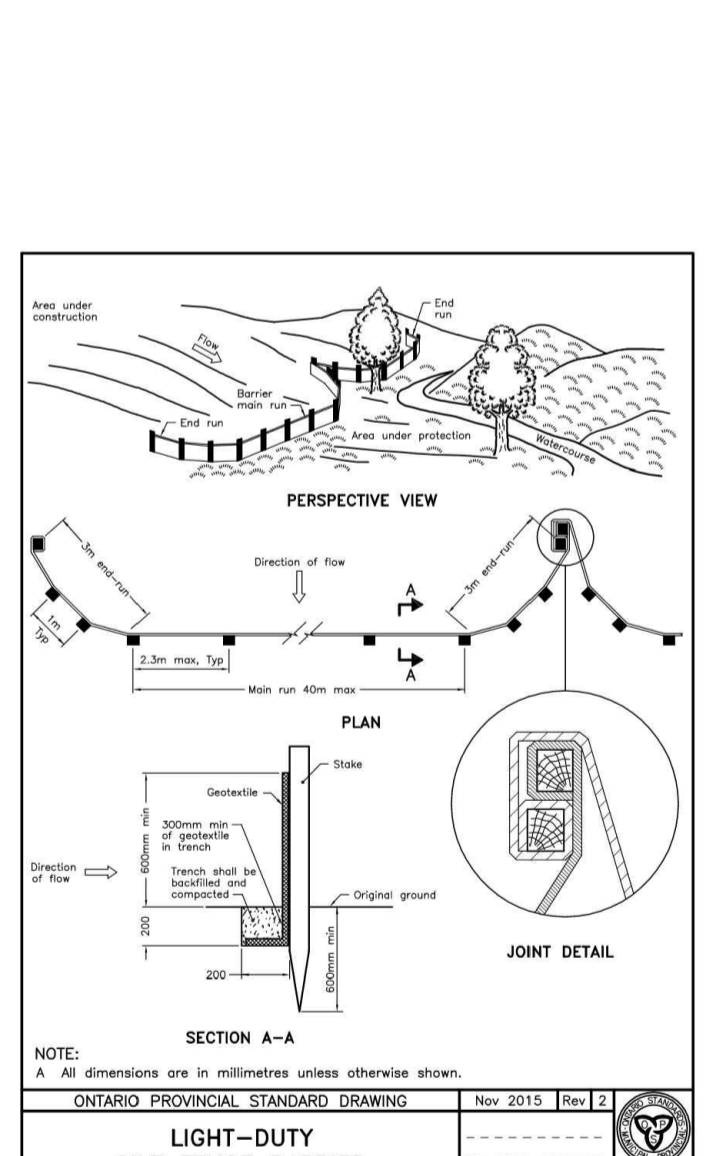 Area under
construction
Flow
End
run
Barrier
main run
End run
Area under protection
Watercourse
PERSPECTIVE VIEW
3m end-run
Direction of flow
3m end-run
A
1m
Typ
A
2.3m max, Typ
Main run 40m max
PLAN
Stake
Geotextile
600mm min
300mm min
of geotextile
in trench
Direction
of flow
Trench shall be
backfilled and
compacted
Original ground
200
600mm min
200
JOINT DETAIL
SECTION A-A
NOTE:
A All dimensions are in millimetres unless otherwise shown.
ONTARIO PROVINCIAL STANDARD DRAWING
Nov 2015
Rev
2
LIGHT-DUTY
O
P
S